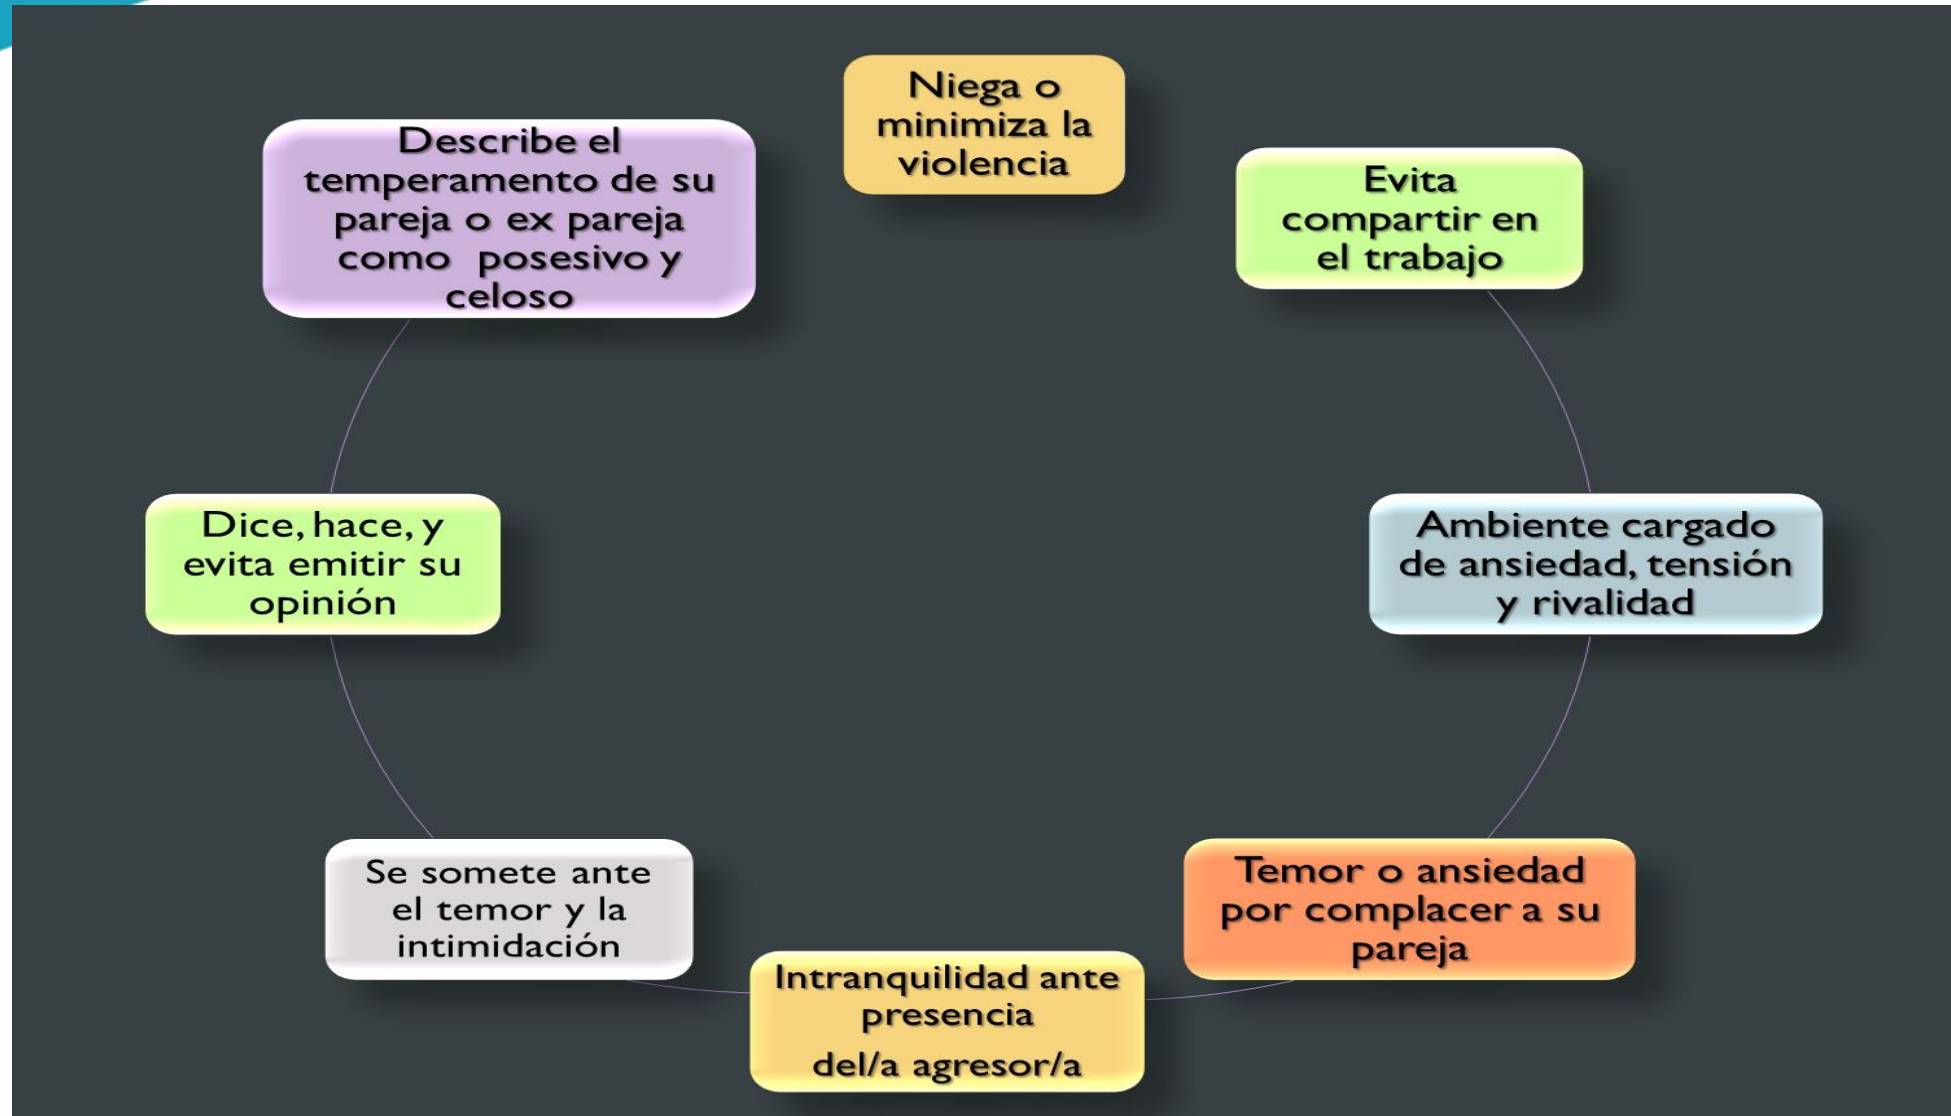 Niega o
minimiza la
violencia
Evita
compartir en
el trabajo
Ambiente cargado
de ansiedad, tensión
y rivalidad
Temor o ansiedad
por complacer a su
pareja
Intranquilidad ante
presencia
del/a agresor/a
Se somete ante
el temor y la
intimidación
Dice, hace, y
evita emitir su
opinión
Describe el
temperamento de su
pareja o ex pareja
como posesivo y
celoso